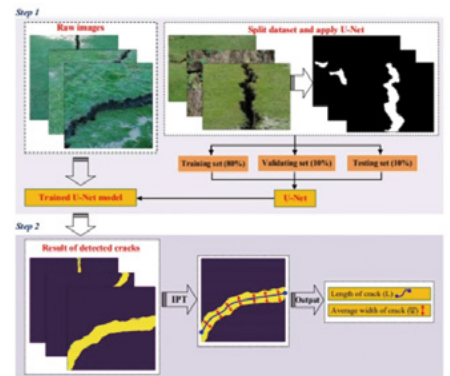 Step 1
Raw images
Split dataset and apply U-Net
Training set (80%)
Validating set (10%)
Testing set (10%)
Trained U-Net model
U-Net
Step 2
Result of detected cracks
IPT
Output
Length of crack (L)
Average width of crack (w̅)